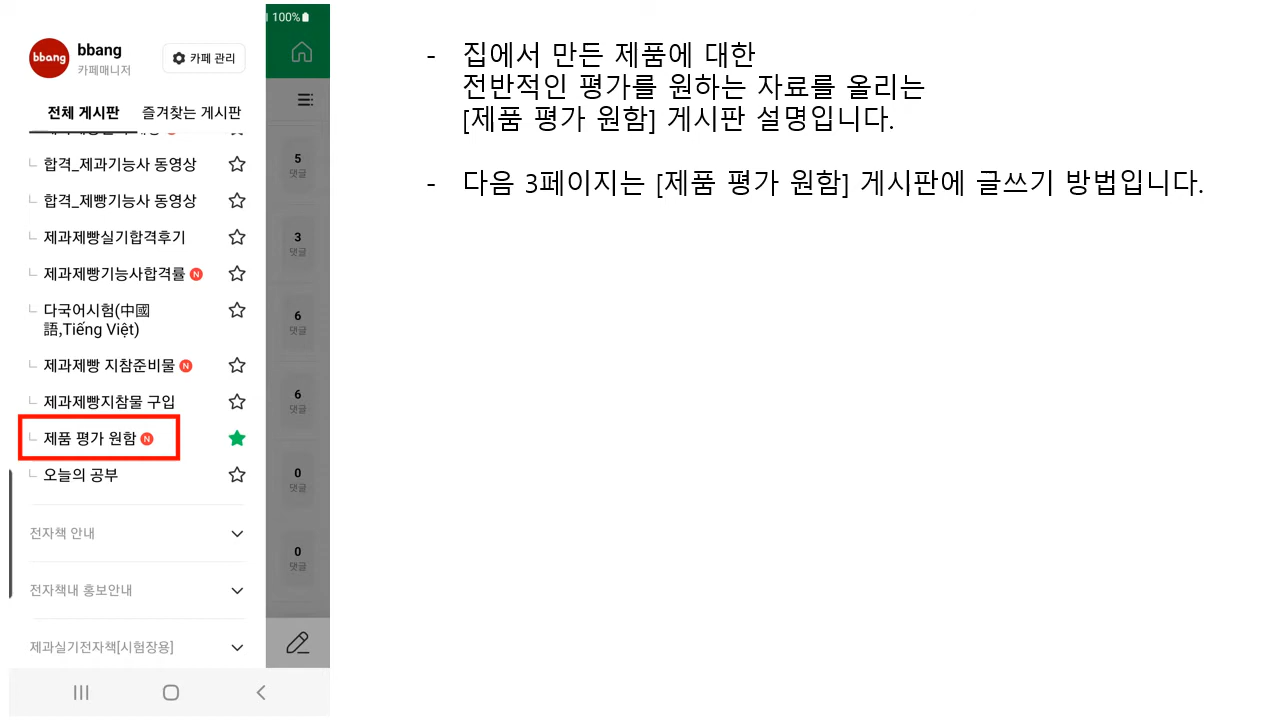 100%
bbang
bbang
카페매니저
카페 관리
전체 게시판
즐겨찾는 게시판
합격_제과기능사 동영상
합격_제빵기능사 동영상
제과제빵실기합격후기
제과제빵기능사합격률 N
다국어시험(中國
語,Tiếng Việt)
제과제빵 지참준비물 N
제과제빵지참물 구입
제품 평가 원함 N
오늘의 공부
전자책 안내
전자책내 홍보안내
제과실기전자책[시험장용]
5
댓글
3
댓글
6
댓글
6
댓글
0
댓글
0
댓글
- 집에서 만든 제품에 대한
전반적인 평가를 원하는 자료를 올리는
[제품 평가 원함] 게시판 설명입니다.
- 다음 3페이지는 [제품 평가 원함] 게시판에 글쓰기 방법입니다.